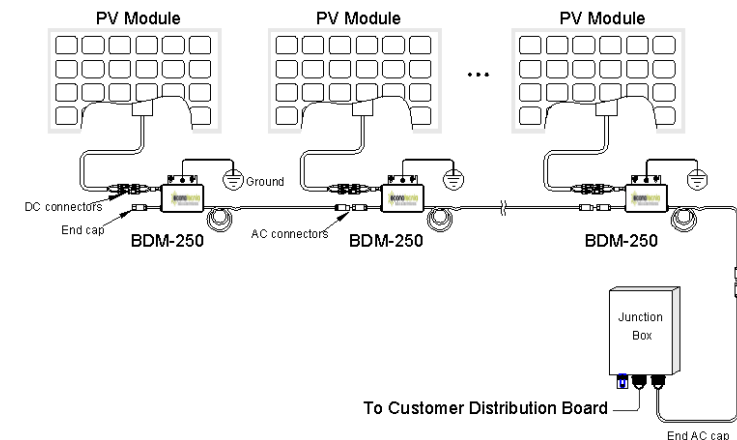 PV Module
PV Module
PV Module
...
Ground
DC connectors
End cap
AC connectors
BDM-250
BDM-250
BDM-250
Junction
Box
To Customer Distribution Board
End AC cap